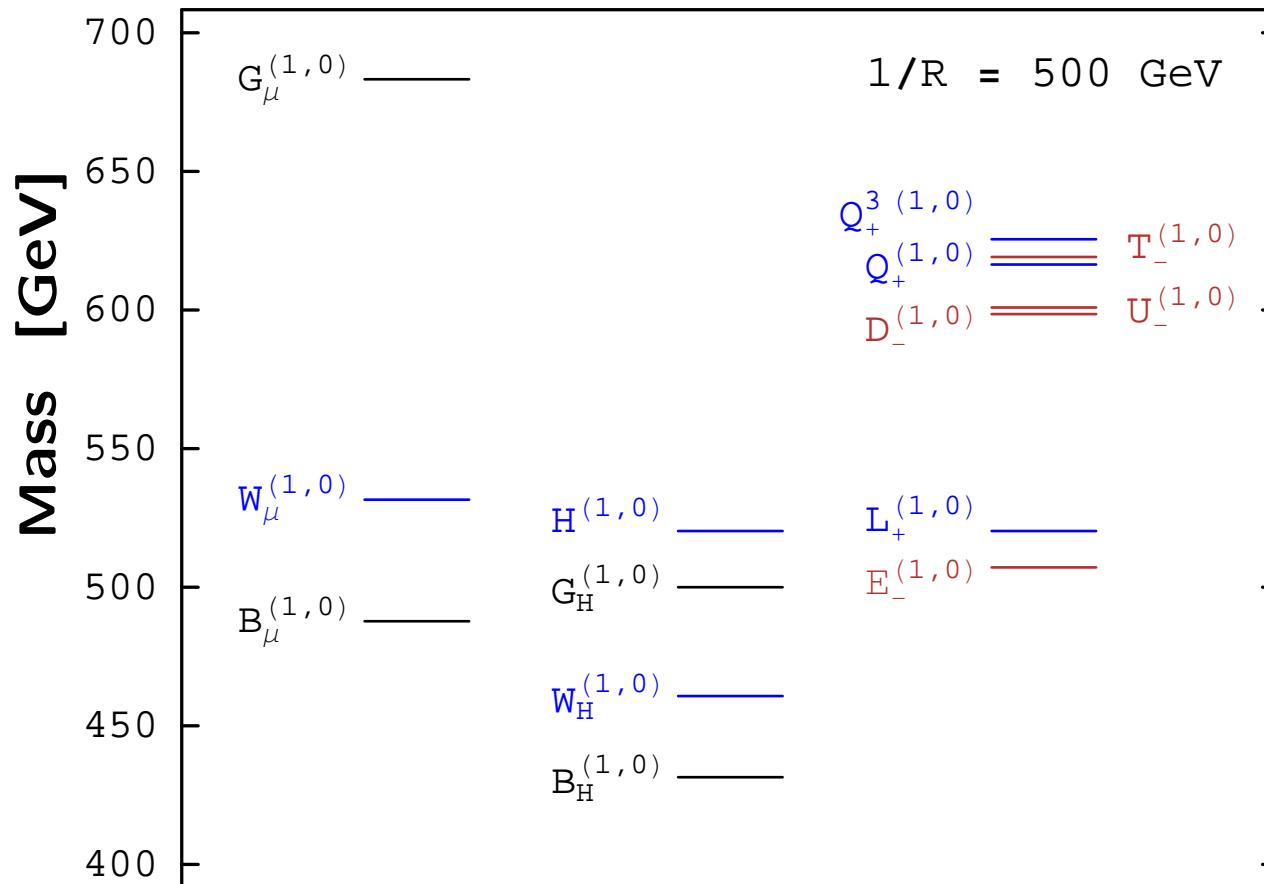 700
G_μ^(1,0)
1/R = 500 GeV
650
Q_+^3 (1,0)
T_-^(1,0)
Q_+^(1,0)
600
U_-^(1,0)
D_-^(1,0)
Mass [GeV]
550
W_μ^(1,0)
H^(1,0)
L_+^(1,0)
500
G_H^(1,0)
E_-^(1,0)
B_μ^(1,0)
W_H^(1,0)
450
B_H^(1,0)
400